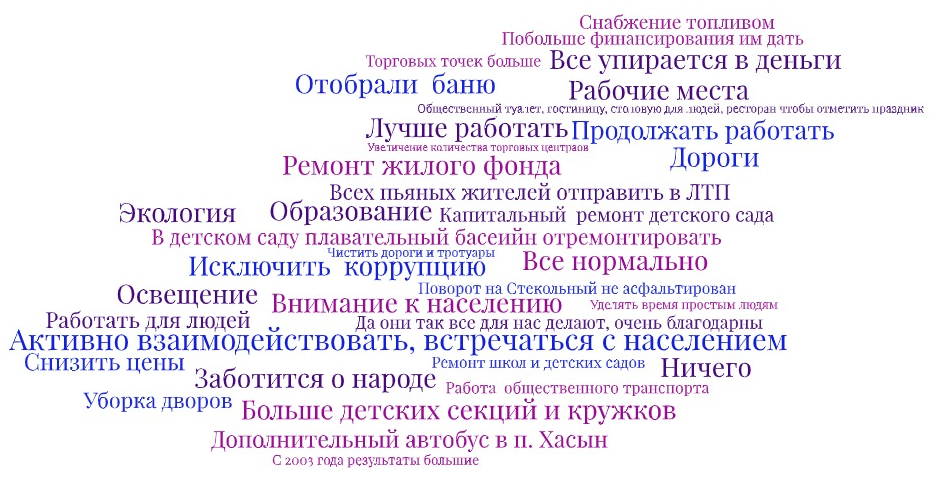 Снабжение топливом
Побольше финансирования им дать
Торговых точек больше
Все упирается в деньги
Отобрали баню
Рабочие места
Общественный туалет, гостиницу, столовую для людей, ресторан чтобы отметить праздник
Лучше работать
Продолжать работать
Увеличение количества торговых центраов
Дороги
Ремонт жилого фонда
Всех пьяных жителей отправить в ЛТП
Экология
Образование
Капитальный ремонт детского сада
В детском саду плавательный басейин отремонтировать
Чистить дороги и тротуары
Исключить коррупцию
Все нормально
Поворот на Стекольный не асфальтирован
Освещение
Внимание к населению
Уделять время простым людям
Работать для людей
Да они так все для нас делают, очень благодарны
Активно взаимодействовать, встречаться с населением
Снизить цены
Ремонт школ и детских садов
Ничего
Заботится о народе
Работа общественного транспорта
Уборка дворов
Больше детских секций и кружков
Дополнительный автобус в п. Хасын
С 2003 года результаты большие